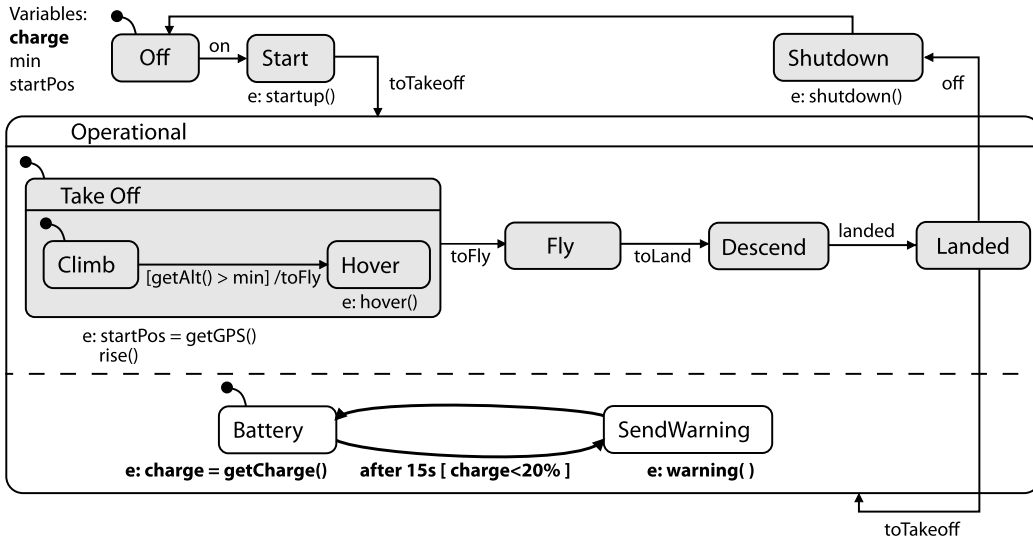 Variables:
charge
min
startPos
Off
on
Start
e: startup()
toTakeoff
Shutdown
e: shutdown()
off
Operational
Take Off
Climb
[getAlt() > min] /toFly
Hover
e: hover()
e: startPos = getGPS()
rise()
toFly
Fly
toLand
Descend
landed
Landed
Battery
e: charge = getCharge()
after 15s [ charge<20% ]
SendWarning
e: warning( )
toTakeoff